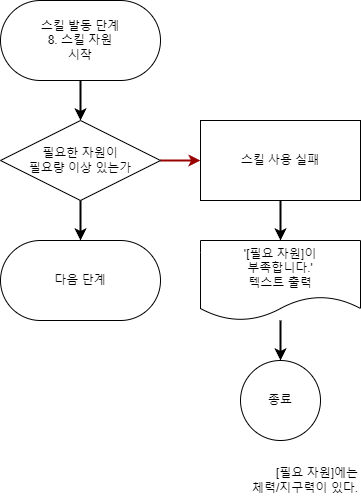 스킬 발동 단계
8. 스킬 자원
시작
필요한 자원이
필요량 이상 있는가
스킬 사용 실패
다음 단계
'[필요 자원]이
부족합니다.'
텍스트 출력
종료
[필요 자원]에는
체력/지구력이 있다.